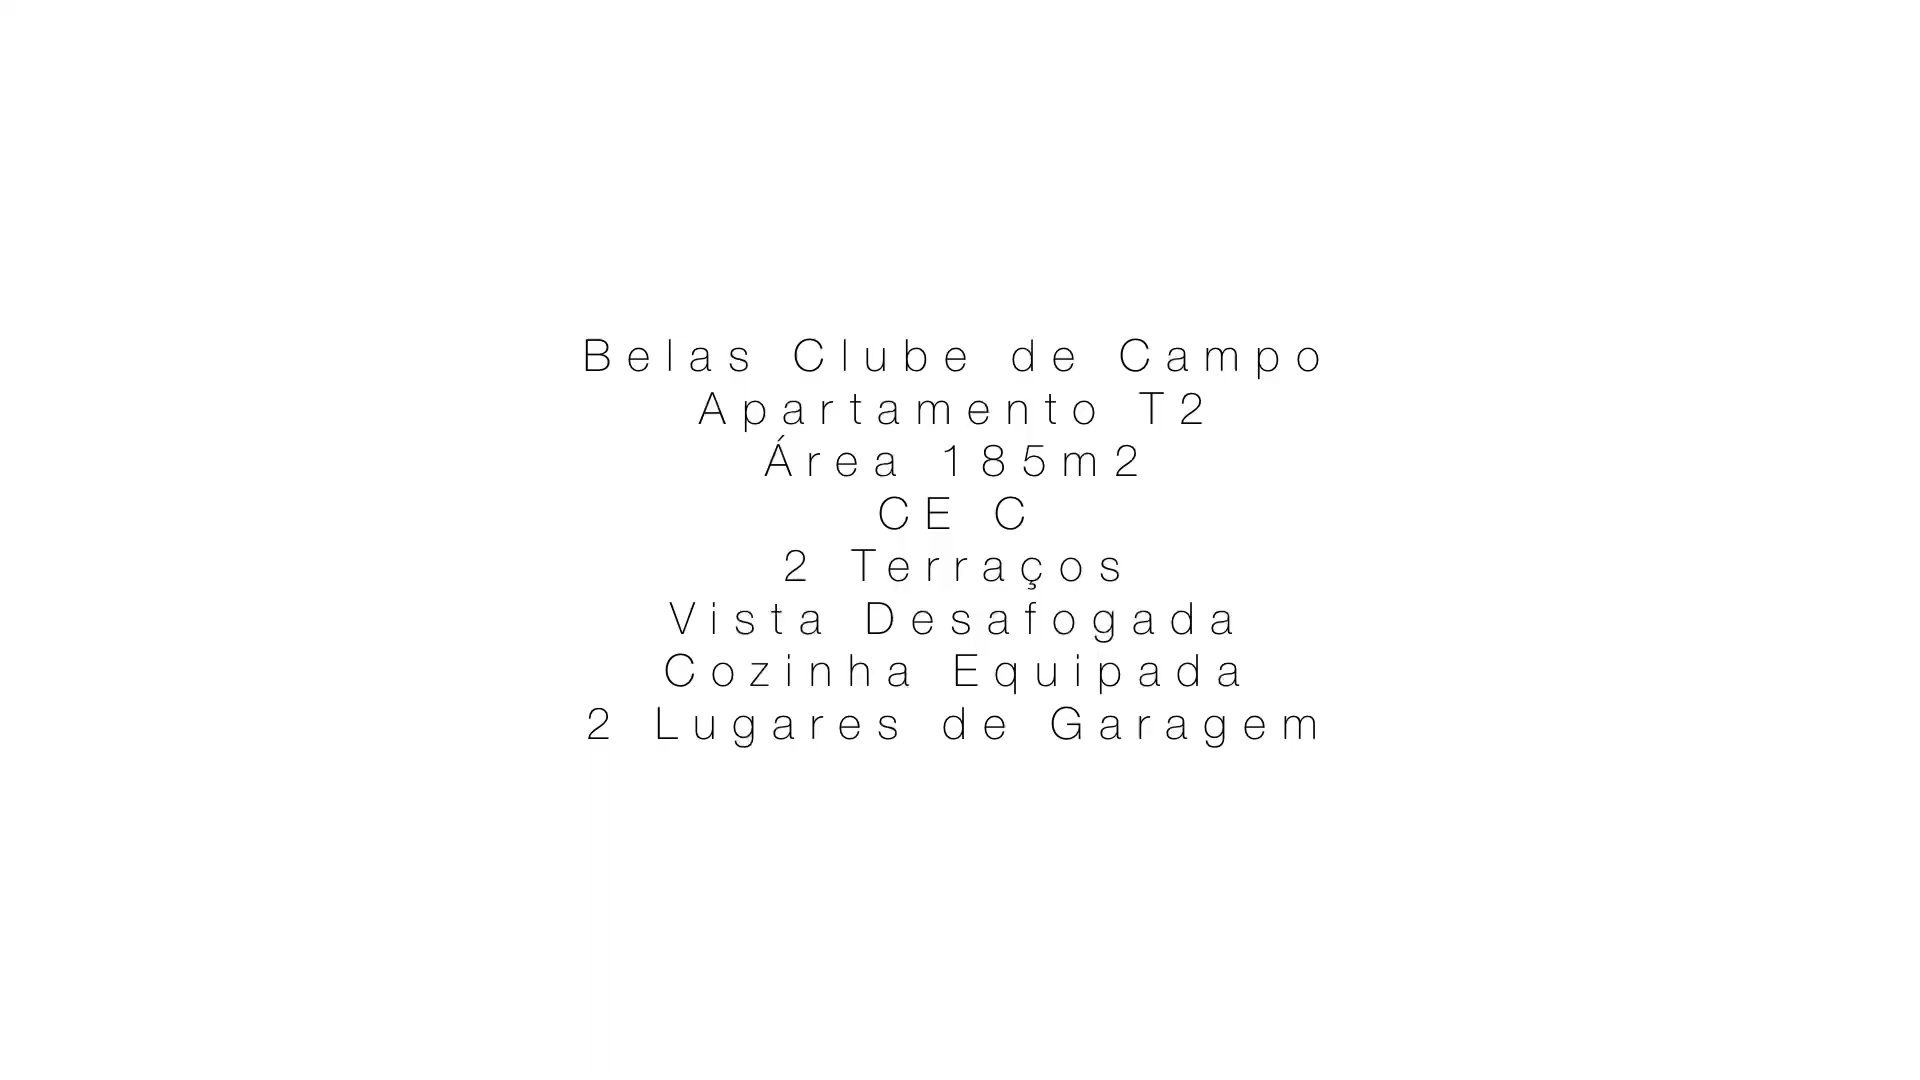 Belas Clube de Campo
Apartamento T2
Área 185m2
CE C
2 Terraços
Vista Desafogada
Cozinha Equipada
2 Lugares de Garagem